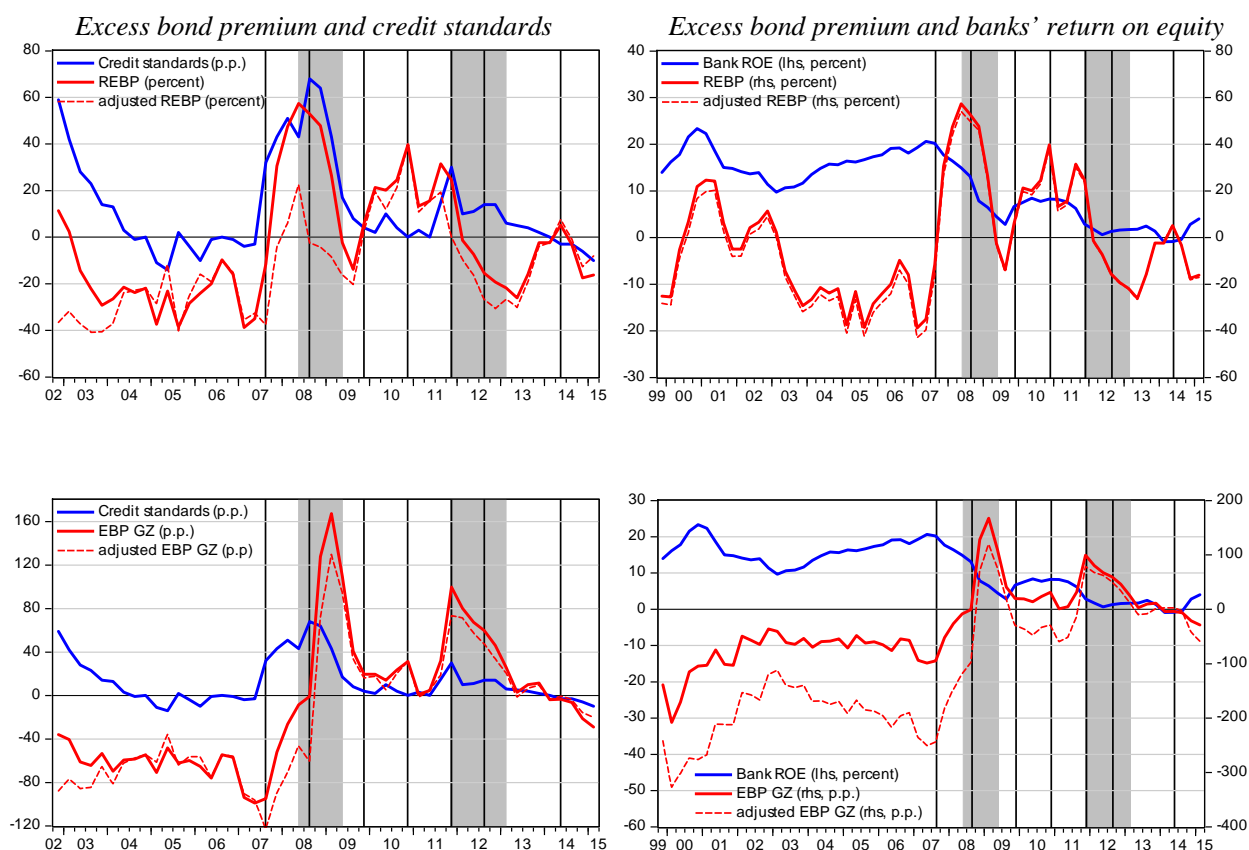 Excess bond premium and credit standards
80
60
40
20
0
-20
-40
-60
Credit standards (p.p.)
REBP (percent)
adjusted REBP (percent)
02 03 04 05 06 07 08 09 10 11 12 13 14 15
Excess bond premium and banks' return on equity
40
30
20
10
0
-10
-20
-30
Bank ROE (lhs, percent)
REBP (rhs, percent)
adjusted REBP (rhs, percent)
80
60
40
20
0
-20
-40
-60
99 00 01 02 03 04 05 06 07 08 09 10 11 12 13 14 15
160
120
80
40
0
-40
-80
-120
Credit standards (p.p.)
EBP GZ (p.p.)
adjusted EBP GZ (p.p)
02 03 04 05 06 07 08 09 10 11 12 13 14 15
30
20
10
0
-10
-20
-30
-40
-50
-60
Bank ROE (lhs, percent)
EBP GZ (rhs, p.p.)
adjusted EBP GZ (rhs, p.p.)
200
100
0
-100
-200
-300
-400
99 00 01 02 03 04 05 06 07 08 09 10 11 12 13 14 15